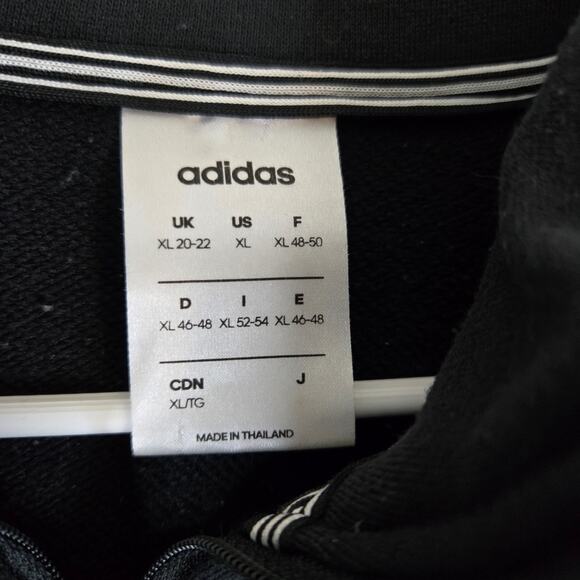 adidas
UK US F
XL 20-22 XL XL 48-50
D I E
XL 46-48 XL 52-54 XL 46-48
CDN J
XL/TG
MADE IN THAILAND